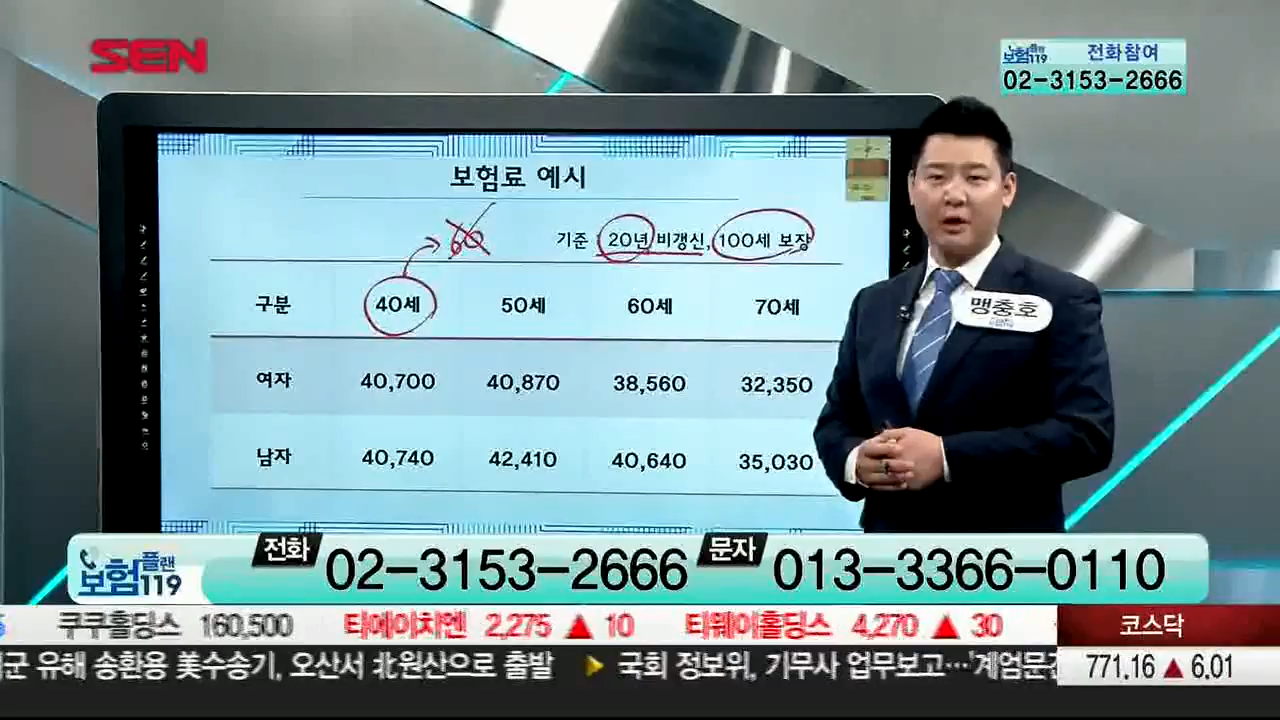 SEN
보험플랜119 전화참여
02-3153-2666
보험료 예시
60
기준 : 20년 비갱신, 100세 보장
구분 40세 50세 60세 70세
여자 40,700 40,870 38,560 32,350
남자 40,740 42,410 40,640 35,030
맹충호
보험플랜119 전화 02-3153-2666 문자 013-3366-0110
쿠쿠홀딩스 160,500 티에이치엔 2,275 ▲ 10 티웨이홀딩스 4,270 ▲ 30 코스닥
유해 송환용 美수송기, 오산서 北원산으로 출발 ▶ 국회 정보위, 기무사 업무보고…'계엄문건 771.16 ▲ 6.01